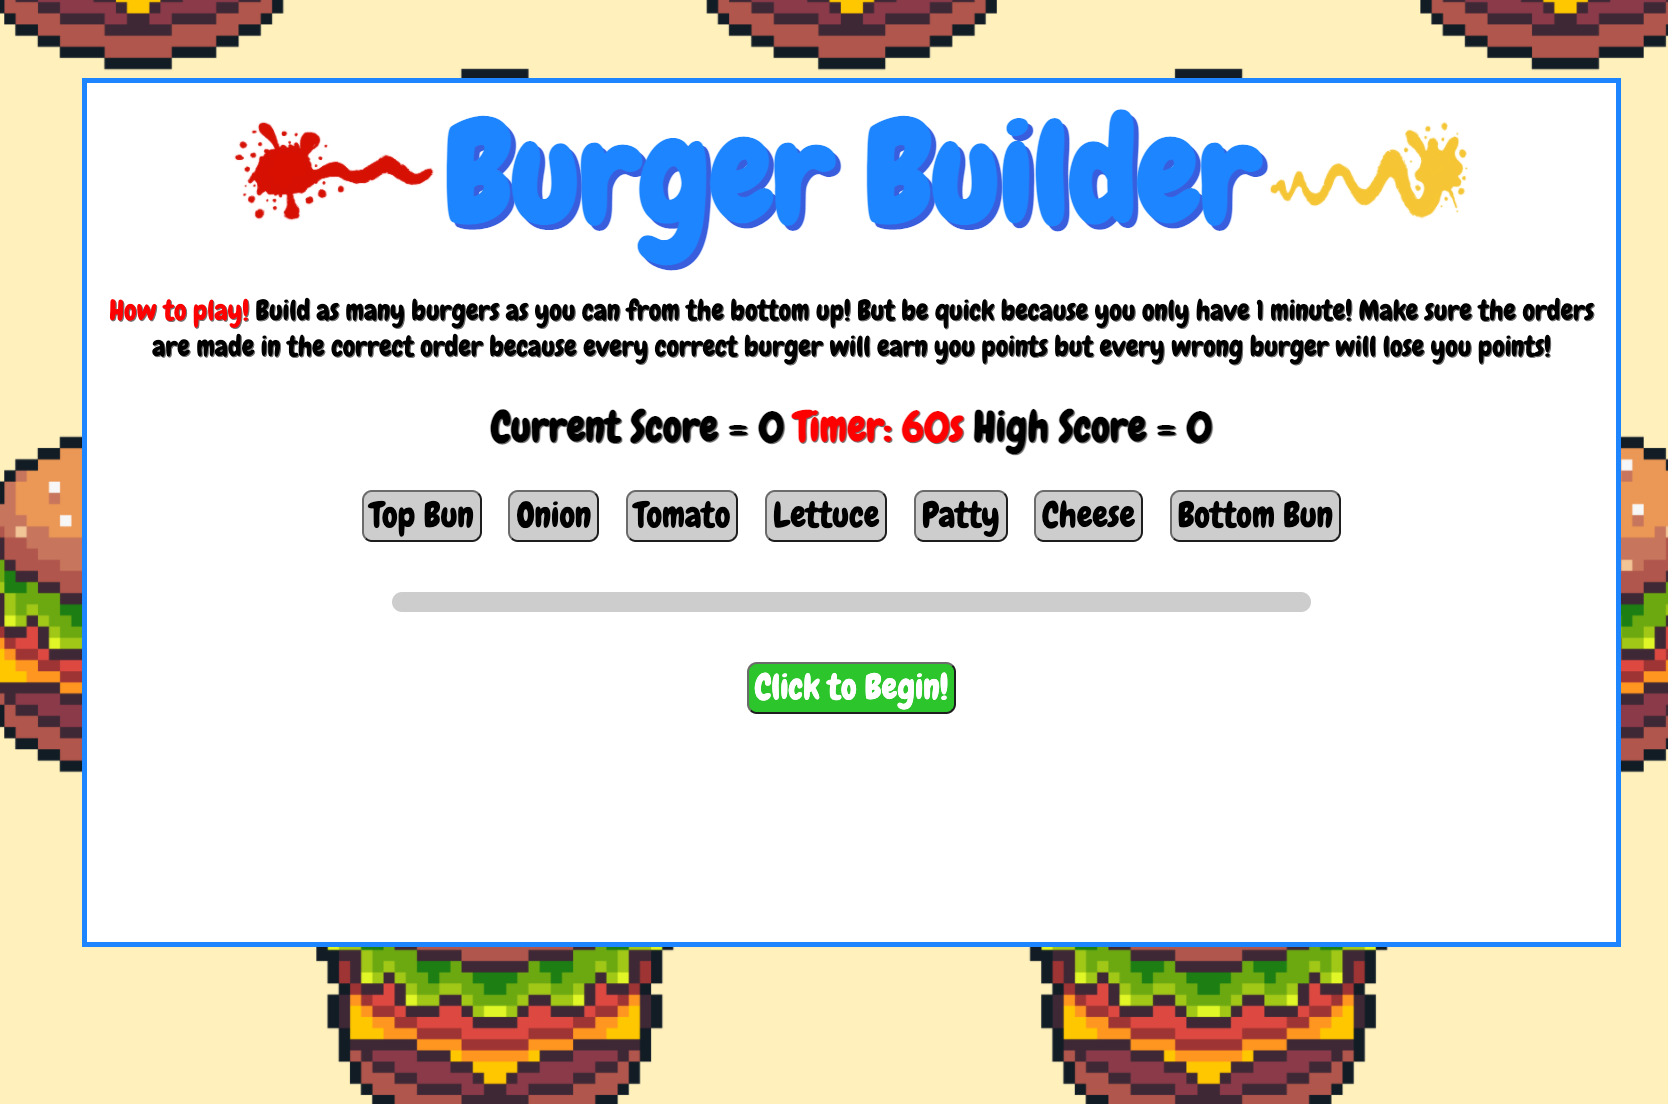 Burger Builder
How to play! Build as many burgers as you can from the bottom up! But be quick because you only have 1 minute! Make sure the orders
are made in the correct order because every correct burger will earn you points but every wrong burger will lose you points!
Current Score = 0 Timer: 60s High Score = 0
Top Bun Onion Tomato Lettuce Patty Cheese Bottom Bun
Click to Begin!